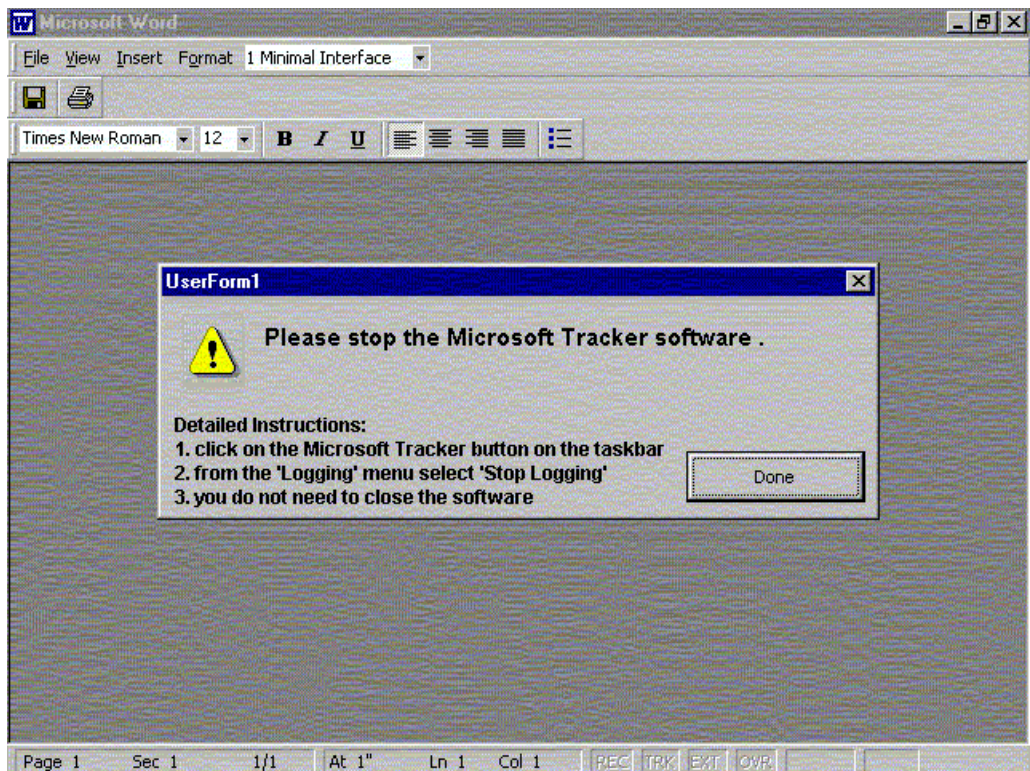 Microsoft Word
File View Insert Format 1 Minimal Interface
Times New Roman 12 B I U
UserForm1
Please stop the Microsoft Tracker software .
Detailed Instructions:
1. click on the Microsoft Tracker button on the taskbar
2. from the 'Logging' menu select 'Stop Logging'
3. you do not need to close the software
Done
Page 1 Sec 1 1/1 At 1" Ln 1 Col 1 REC TRK EXT OVR